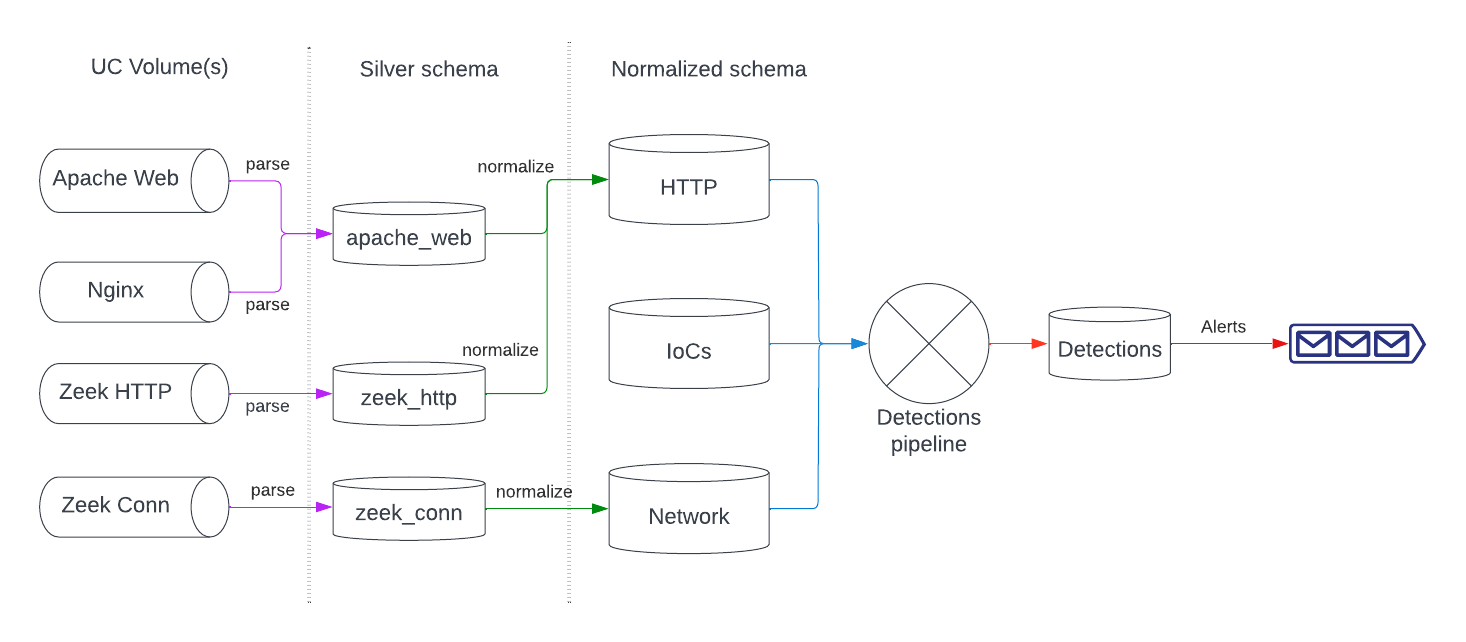 UC Volume(s)
Silver schema
Normalized schema
Apache Web
parse
Nginx
parse
Zeek HTTP
parse
Zeek Conn
parse
apache_web
normalize
zeek_http
normalize
zeek_conn
normalize
HTTP
IoCs
Network
Detections
pipeline
Detections
Alerts